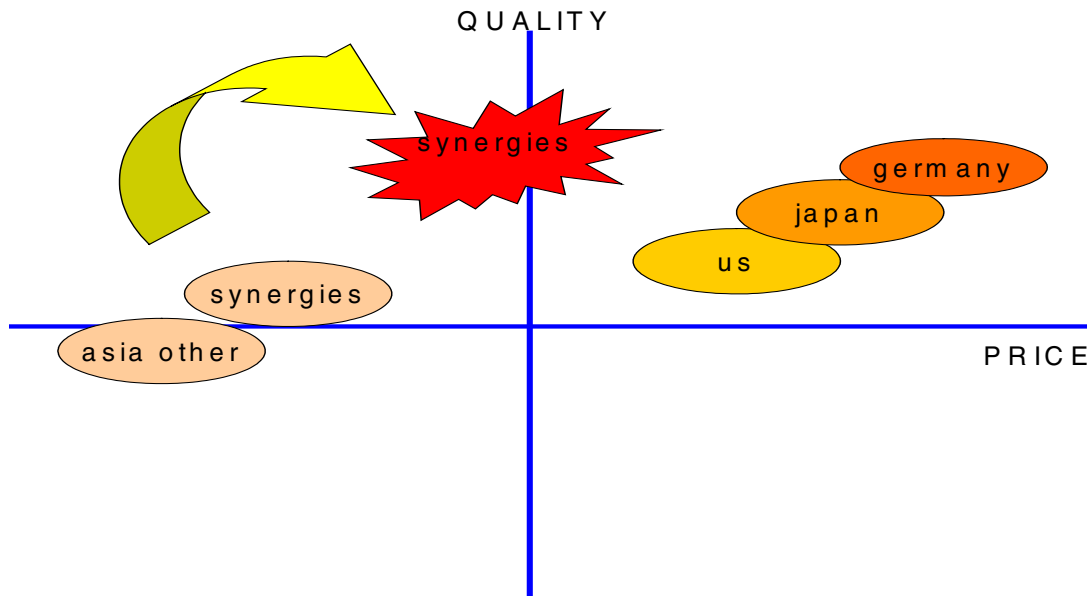 QUALITY
synergies
germany
japan
us
synergies
asia other
PRICE